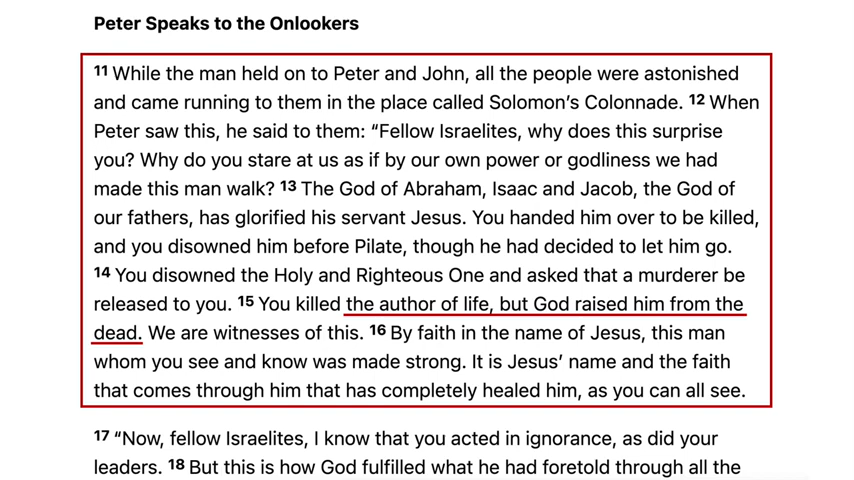 Peter Speaks to the Onlookers
11 While the man held on to Peter and John, all the people were astonished
and came running to them in the place called Solomon’s Colonnade. 12 When
Peter saw this, he said to them: “Fellow Israelites, why does this surprise
you? Why do you stare at us as if by our own power or godliness we had
made this man walk? 13 The God of Abraham, Isaac and Jacob, the God of
our fathers, has glorified his servant Jesus. You handed him over to be killed,
and you disowned him before Pilate, though he had decided to let him go.
14 You disowned the Holy and Righteous One and asked that a murderer be
released to you. 15 You killed the author of life, but God raised him from the
dead. We are witnesses of this. 16 By faith in the name of Jesus, this man
whom you see and know was made strong. It is Jesus’ name and the faith
that comes through him that has completely healed him, as you can all see.
17 “Now, fellow Israelites, I know that you acted in ignorance, as did your
leaders. 18 But this is how God fulfilled what he had foretold through all the